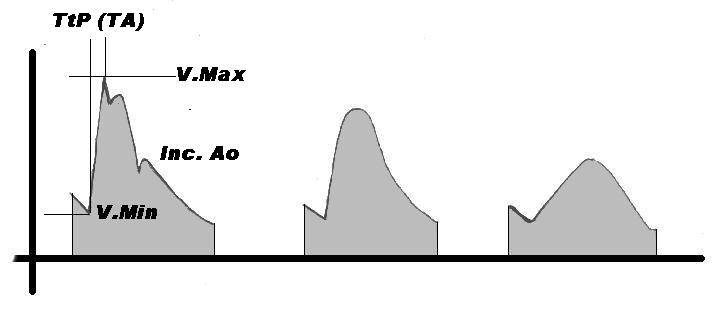 TtP (TA)
V.Max
Inc. Ao
V.Min